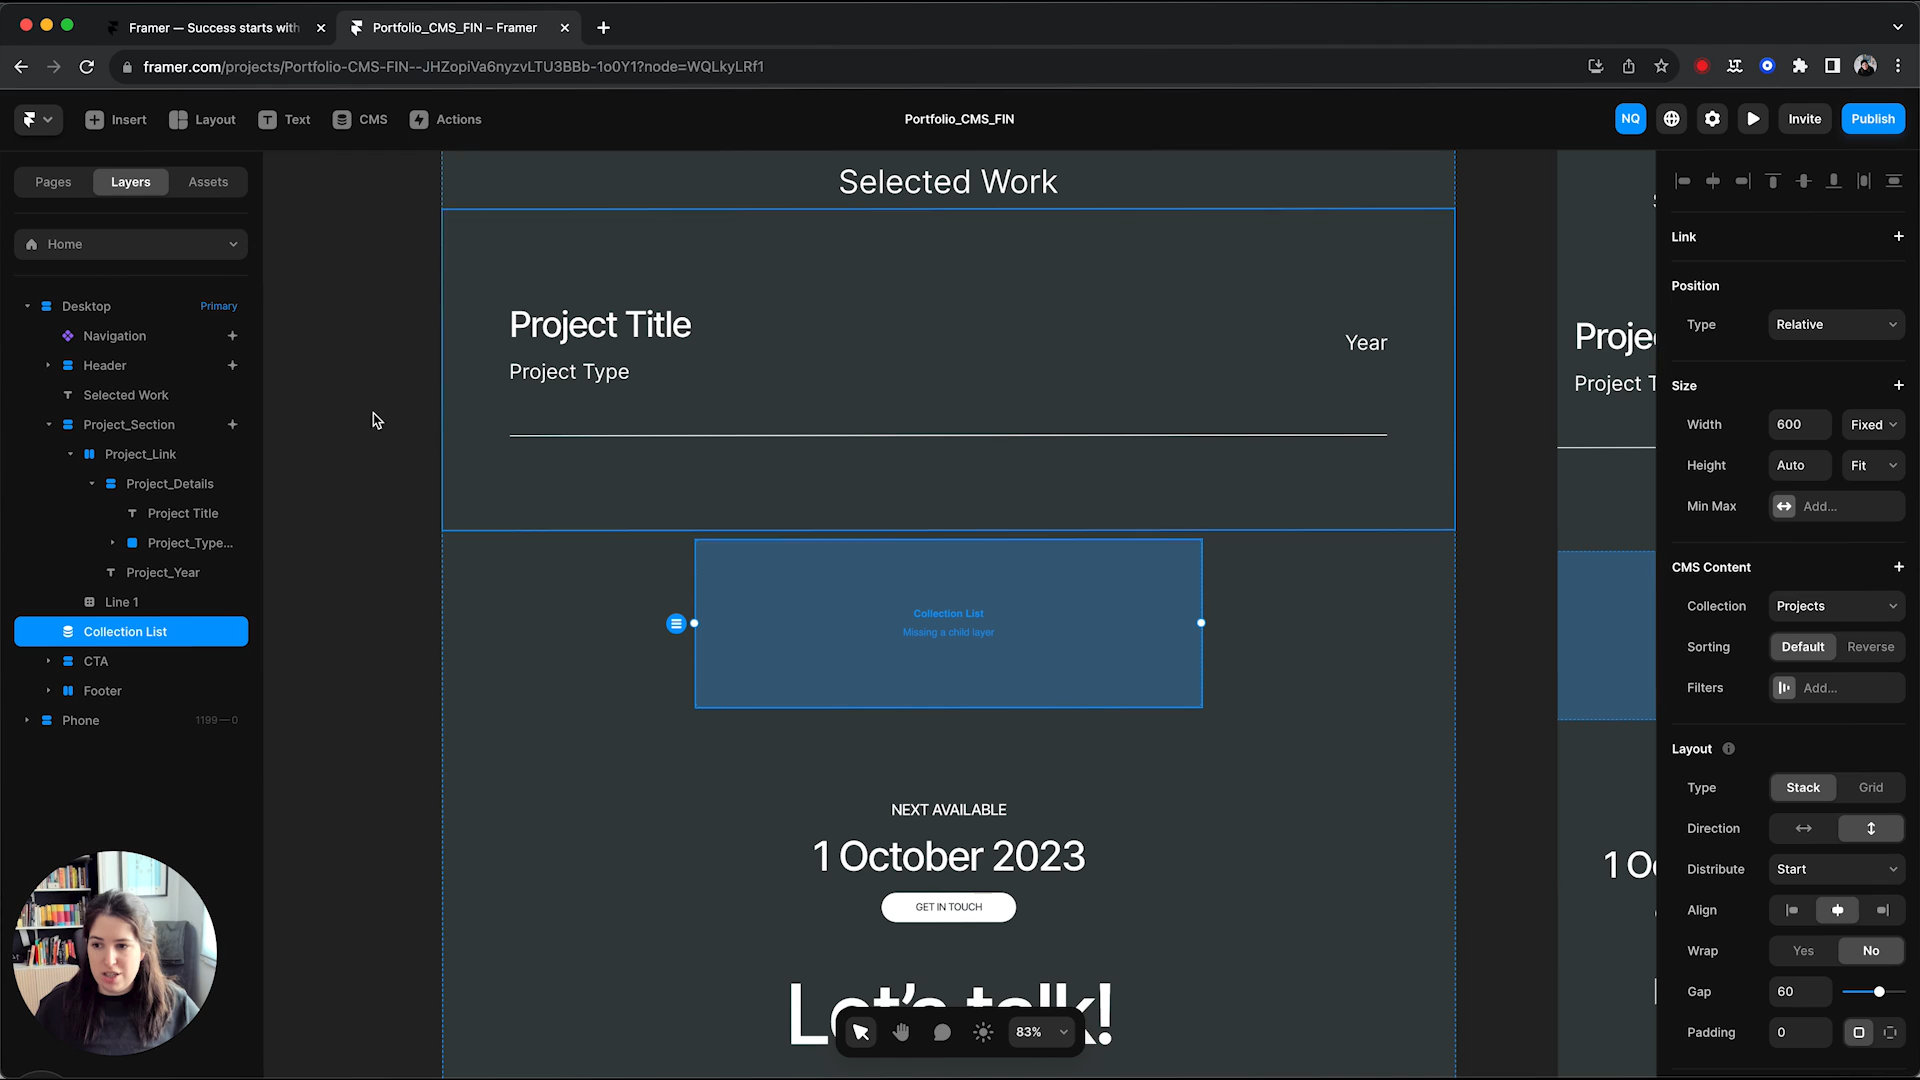 Framer — Success starts with
Portfolio_CMS_FIN – Framer
framer.com/projects/Portfolio-CMS-FIN--JHZopiVa6nyzvLTU3BBb-1o0Y1?node=WQLkyLRf1
Insert
Layout
Text
CMS
Actions
Portfolio_CMS_FIN
NQ
Invite
Publish
Pages
Layers
Assets
Home
Desktop
Primary
Navigation
Header
Selected Work
Project_Section
Project_Link
Project_Details
Project Title
Project_Type...
Project_Year
Line 1
Collection List
CTA
Footer
Phone
1199—0
Selected Work
Project Title
Project Type
Year
Collection List
Missing a child layer
NEXT AVAILABLE
1 October 2023
GET IN TOUCH
Let's talk!
83%
Proje
Project T
1 O
Link
Position
Type
Relative
Size
Width
600
Fixed
Height
Auto
Fit
Min Max
Add...
CMS Content
Collection
Projects
Sorting
Default
Reverse
Filters
Add...
Layout
Type
Stack
Grid
Direction
Distribute
Start
Align
Wrap
Yes
No
Gap
60
Padding
0